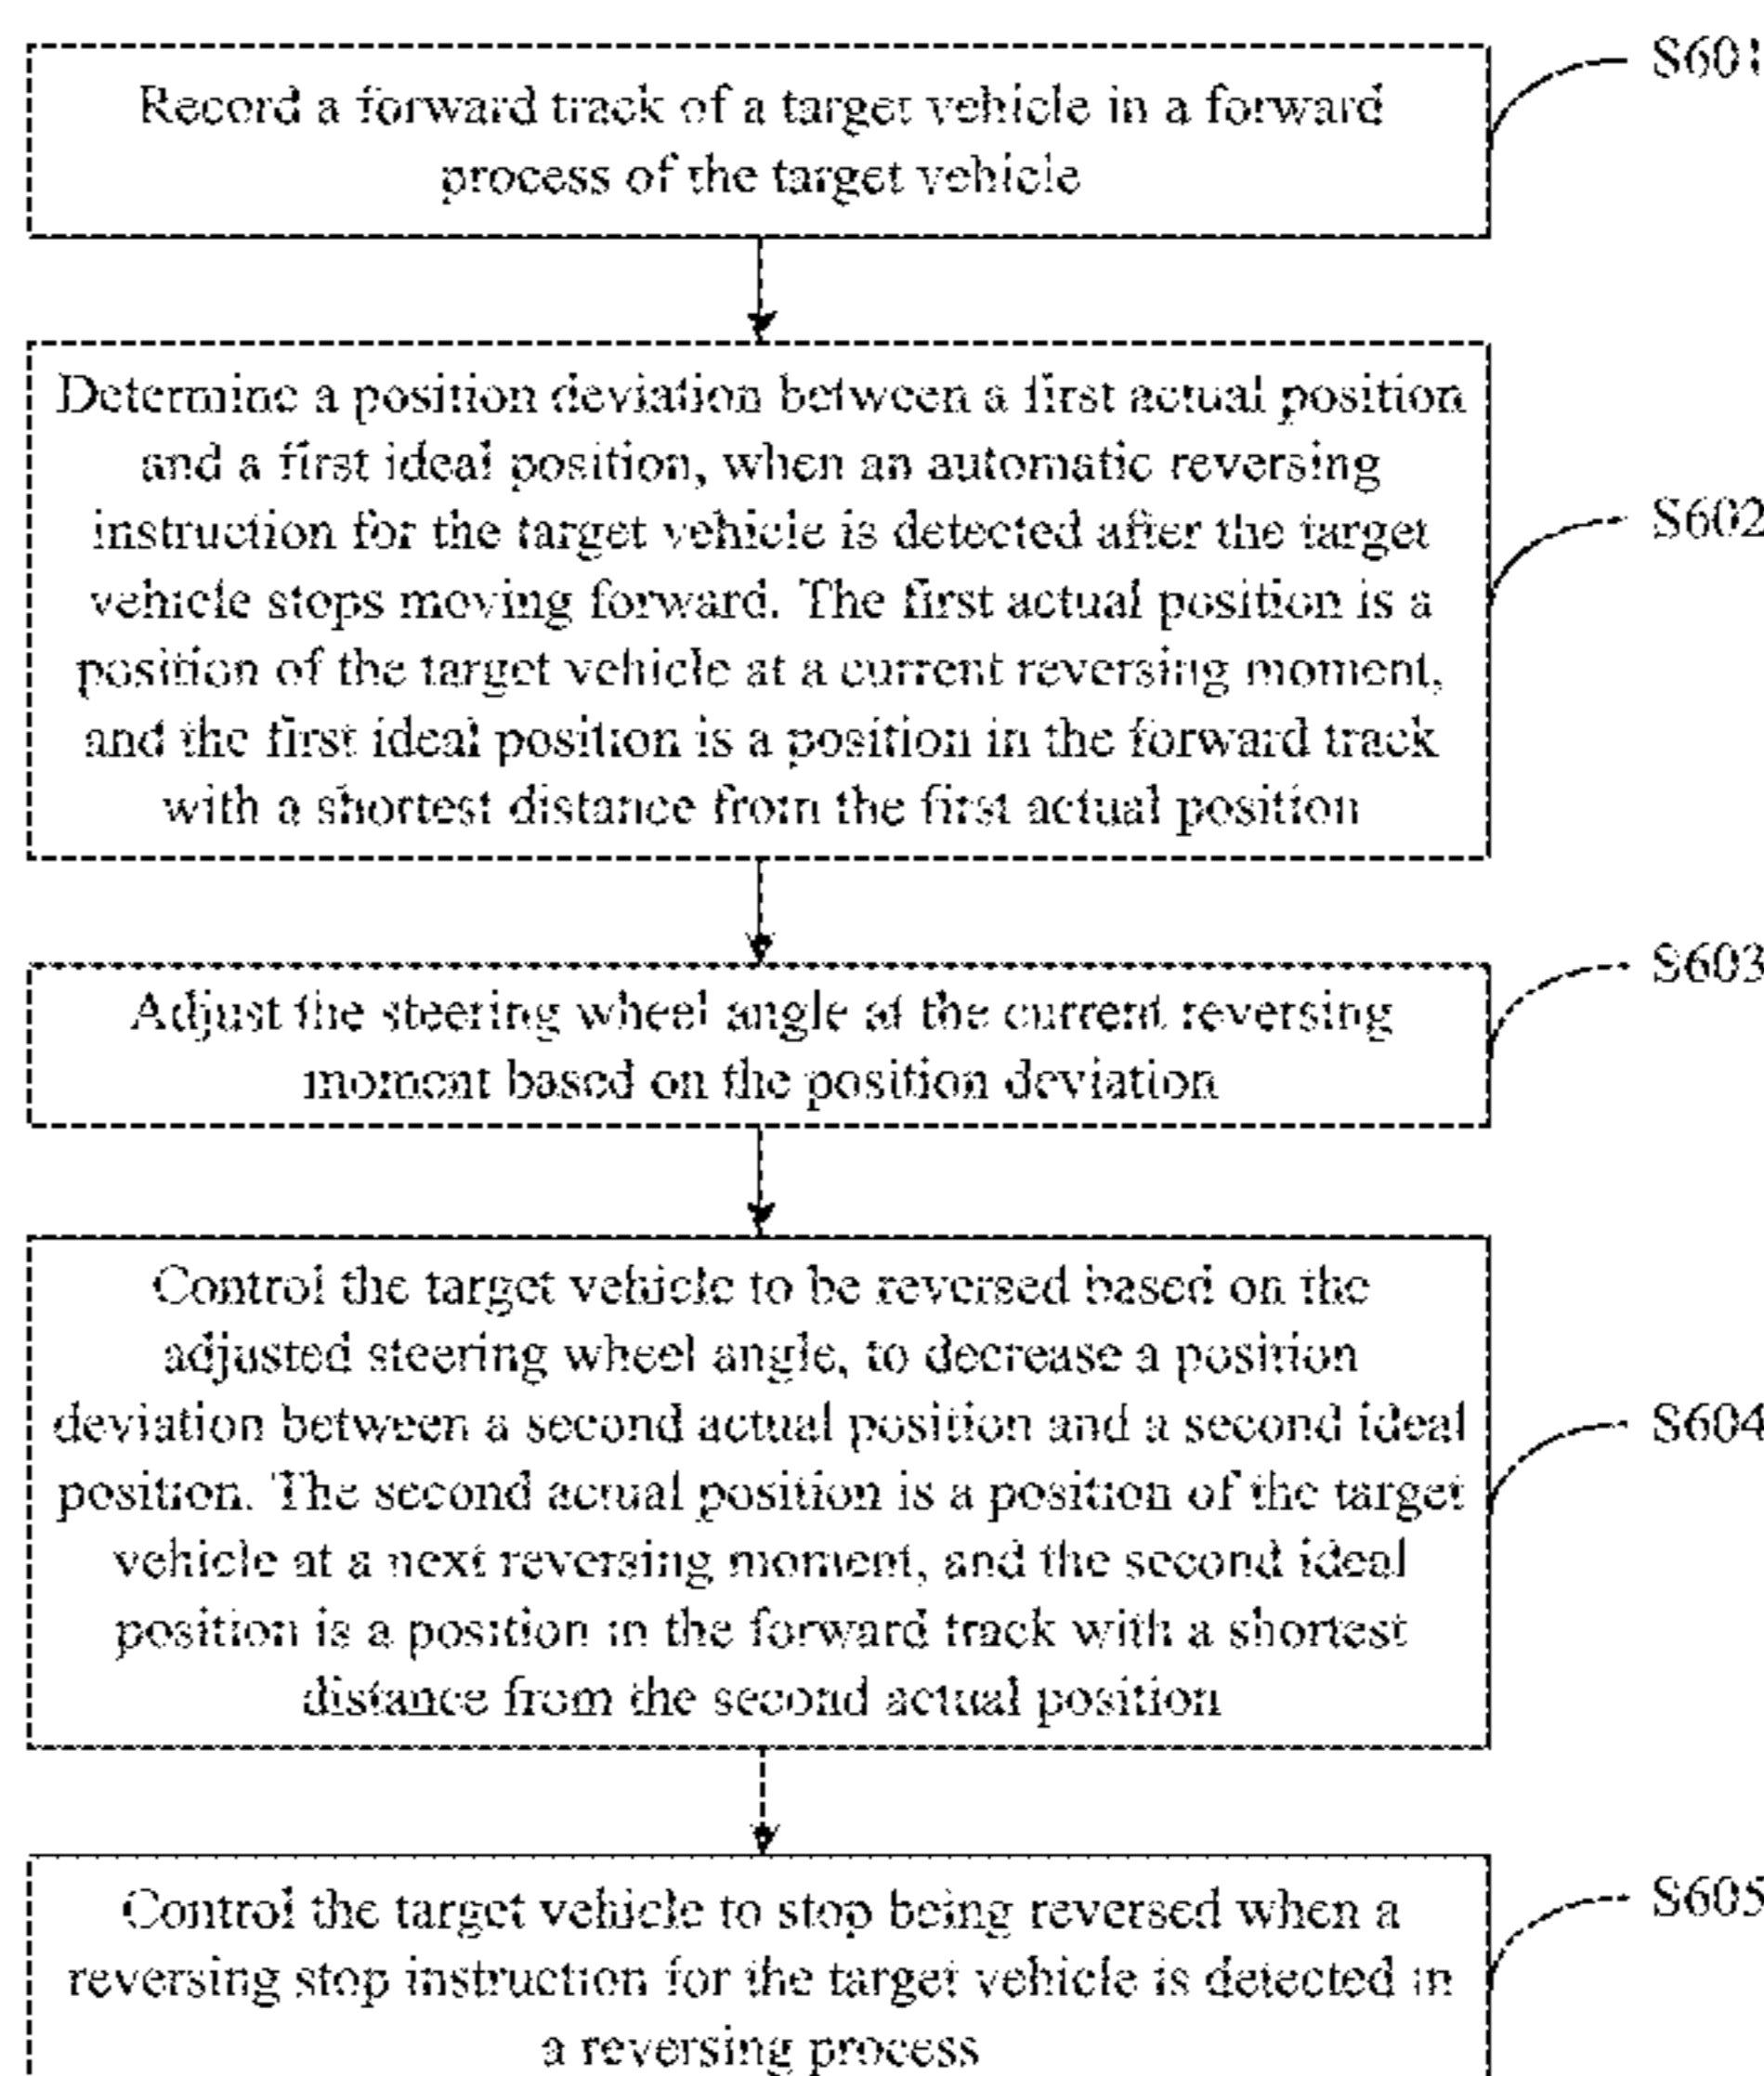 S601
Record a forward track of a target vehicle in a forward
process of the target vehicle
Determine a position deviation between a first actual position
and a first ideal position, when an automatic reversing
instruction for the target vehicle is detected after the target
vehicle stops moving forward. The first actual position is a
position of the target vehicle at a current reversing moment,
and the first ideal position is a position in the forward track
with a shortest distance from the first actual position
S602
Adjust the steering wheel angle at the current reversing
moment based on the position deviation
S603
Control the target vehicle to be reversed based on the
adjusted steering wheel angle, to decrease a position
deviation between a second actual position and a second ideal
position. The second actual position is a position of the target
vehicle at a next reversing moment, and the second ideal
position is a position in the forward track with a shortest
distance from the second actual position
S604
Control the target vehicle to stop being reversed when a
reversing stop instruction for the target vehicle is detected in
a reversing process
S605